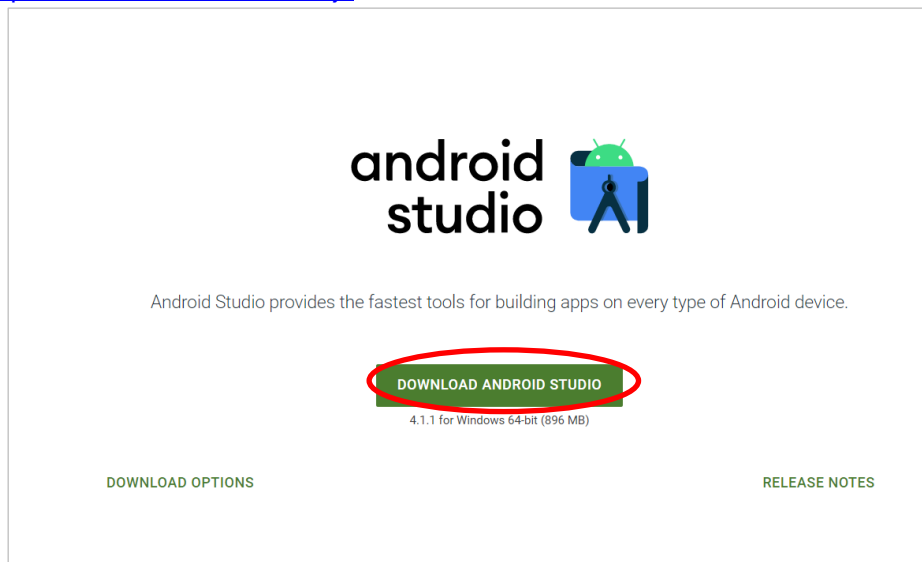 android
studio
Android Studio provides the fastest tools for building apps on every type of Android device.
DOWNLOAD ANDROID STUDIO
4.1.1 for Windows 64-bit (896 MB)
DOWNLOAD OPTIONS
RELEASE NOTES